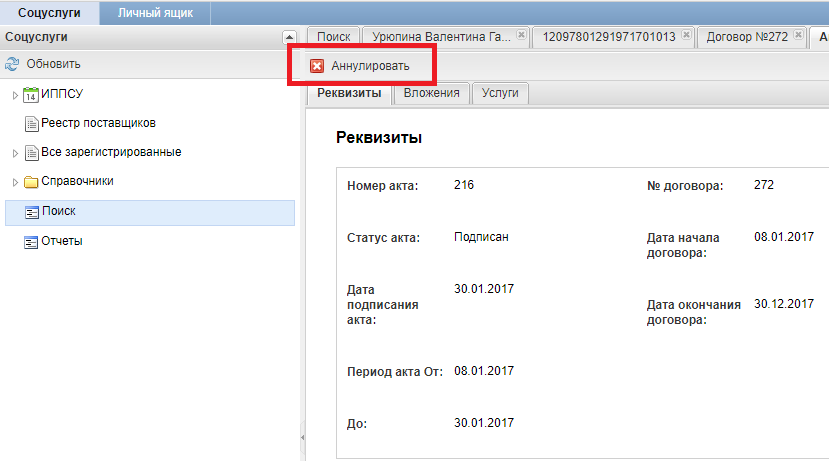 Соцуслуги Личный ящик
Соцуслуги
Поиск Урюпина Валентина Га... 12097801291971701013 Договор №272 А
Обновить
Аннулировать
14 ИППСУ
Реквизиты Вложения Услуги
Реестр поставщиков
Реквизиты
Все зарегистрированные
Справочники
Номер акта: 216 № договора: 272
Поиск
Отчеты
Статус акта: Подписан Дата начала
договора: 08.01.2017
Дата
подписания
акта: 30.01.2017
Дата окончания
договора: 30.12.2017
Период акта От: 08.01.2017
До: 30.01.2017